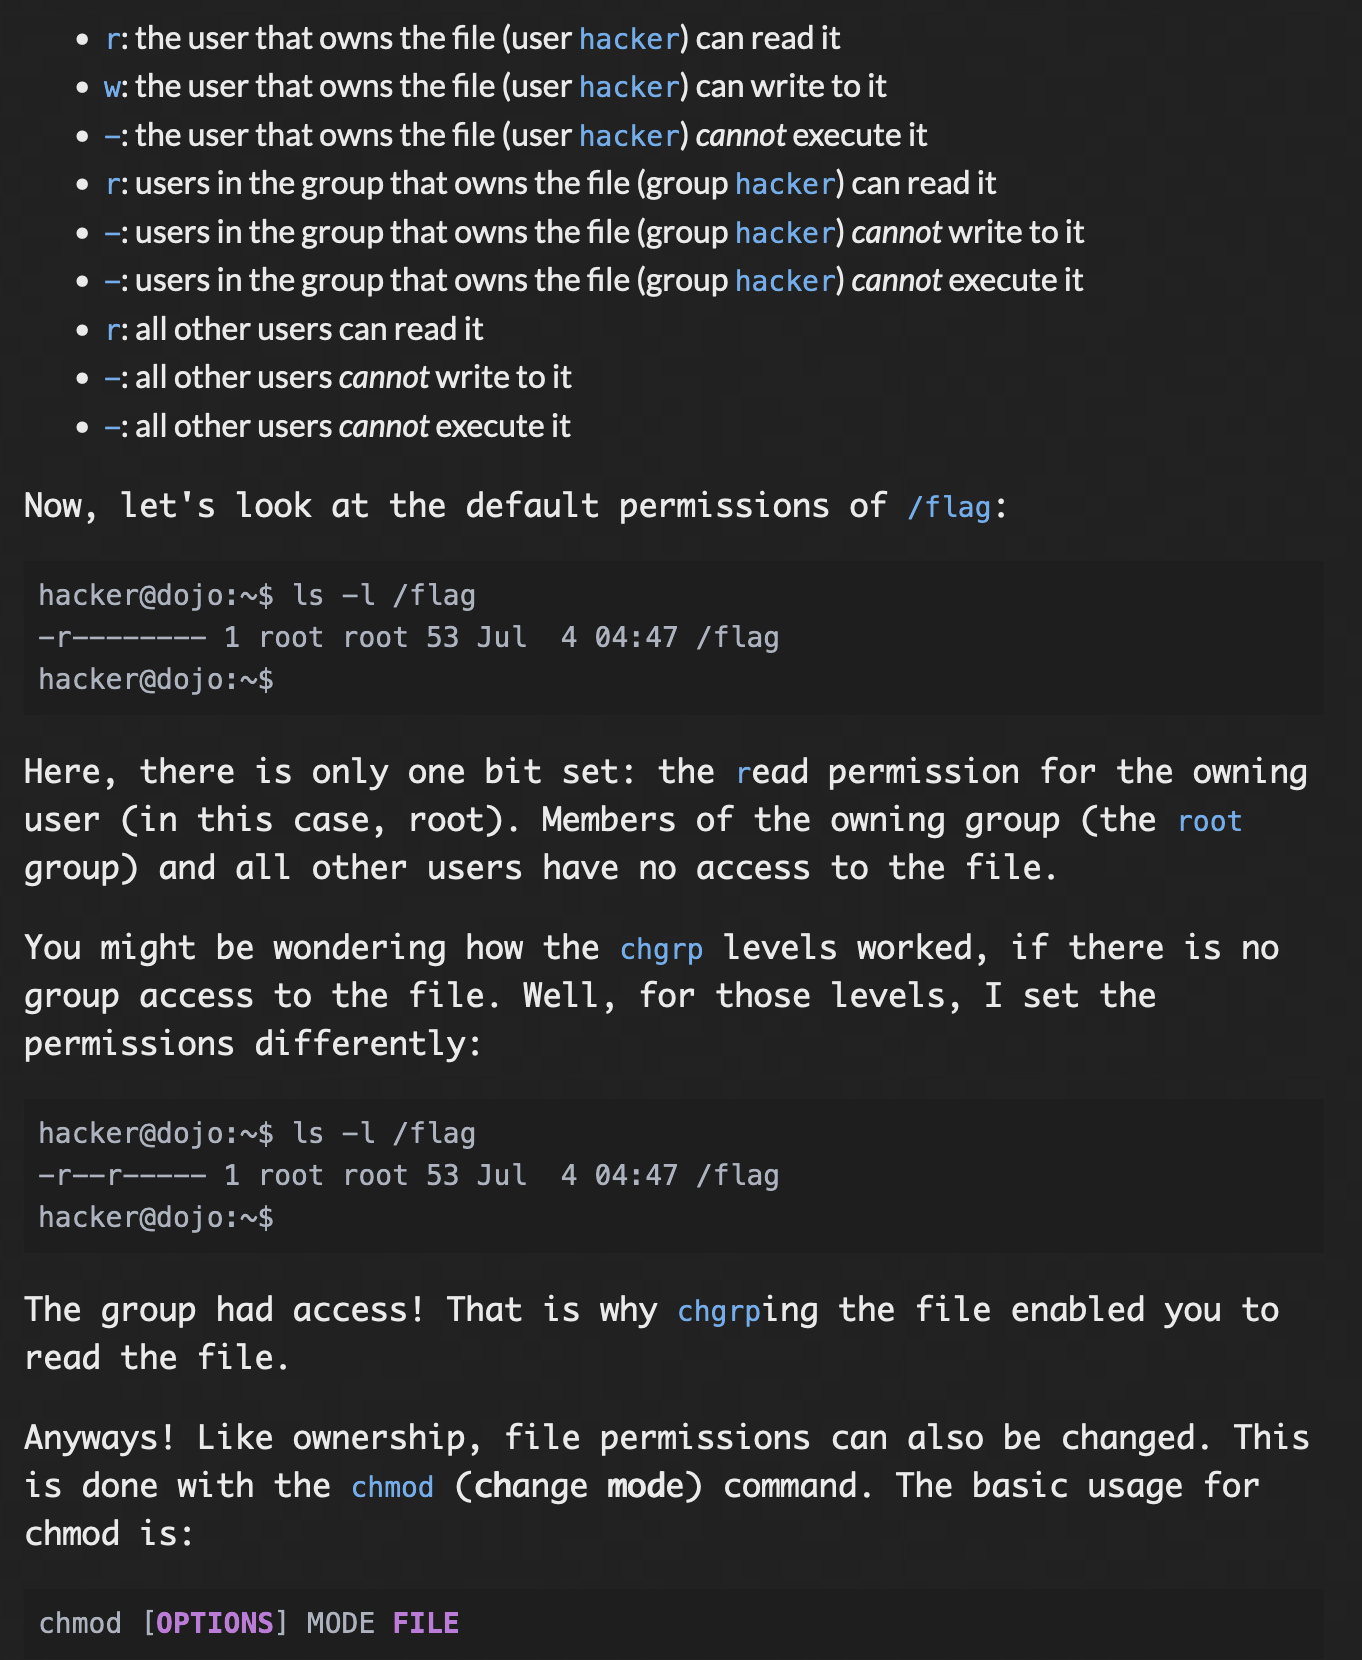 • r: the user that owns the file (user hacker) can read it
• w: the user that owns the file (user hacker) can write to it
• -: the user that owns the file (user hacker) cannot execute it
• r: users in the group that owns the file (group hacker) can read it
• -: users in the group that owns the file (group hacker) cannot write to it
• -: users in the group that owns the file (group hacker) cannot execute it
• r: all other users can read it
• -: all other users cannot write to it
• -: all other users cannot execute it
Now, let's look at the default permissions of /flag:
hacker@dojo:~$ ls -l /flag
-r-------- 1 root root 53 Jul  4 04:47 /flag
hacker@dojo:~$
Here, there is only one bit set: the read permission for the owning
user (in this case, root). Members of the owning group (the root
group) and all other users have no access to the file.
You might be wondering how the chgrp levels worked, if there is no
group access to the file. Well, for those levels, I set the
permissions differently:
hacker@dojo:~$ ls -l /flag
-r--r----- 1 root root 53 Jul  4 04:47 /flag
hacker@dojo:~$
The group had access! That is why chgrping the file enabled you to
read the file.
Anyways! Like ownership, file permissions can also be changed. This
is done with the chmod (change mode) command. The basic usage for
chmod is:
chmod [OPTIONS] MODE FILE